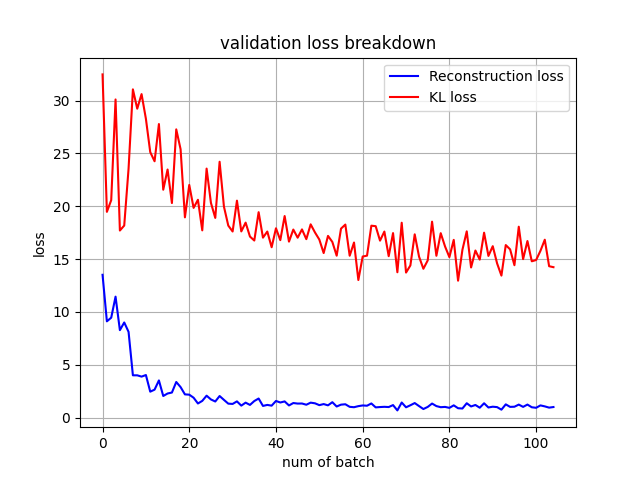 validation loss breakdown
Reconstruction loss
KL loss
30
25
20
15
10
5
0
loss
0 20 40 60 80 100
num of batch